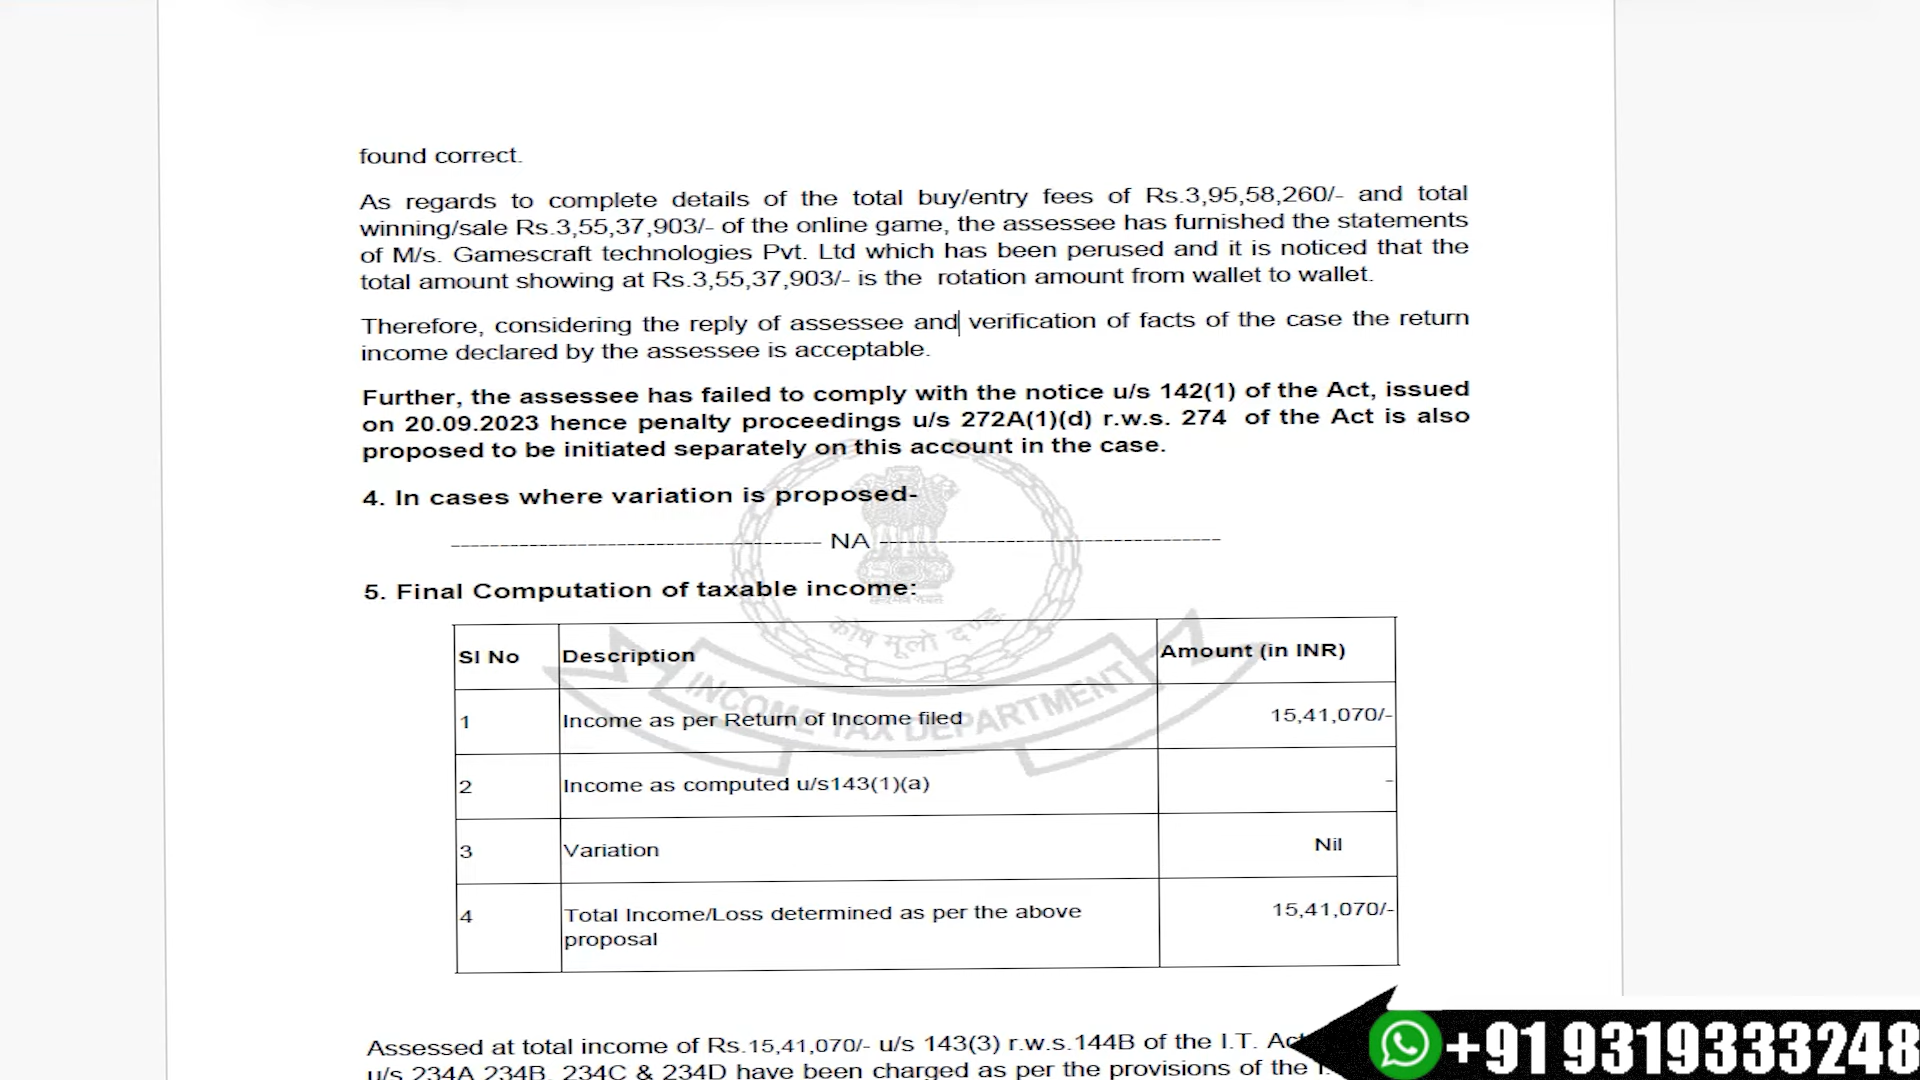 found correct.
As regards to complete details of the total buy/entry fees of Rs.3,95,58,260/- and total
winning/sale Rs.3,55,37,903/- of the online game, the assessee has furnished the statements
of M/s. Gamescraft technologies Pvt. Ltd which has been perused and it is noticed that the
total amount showing at Rs.3,55,37,903/- is the rotation amount from wallet to wallet.
Therefore, considering the reply of assessee and verification of facts of the case the return
income declared by the assessee is acceptable.
Further, the assessee has failed to comply with the notice u/s 142(1) of the Act, issued
on 20.09.2023 hence penalty proceedings u/s 272A(1)(d) r.w.s. 274 of the Act is also
proposed to be initiated separately on this account in the case.
4. In cases where variation is proposed-
------------------------------------- NA -----------------------------------
5. Final Computation of taxable income:
कोष मूलो दण्डः
INCOME TAX DEPARTMENT
Sl No Description Amount (in INR)
1 Income as per Return of Income filed 15,41,070/-
2 Income as computed u/s143(1)(a) -
3 Variation Nil
4 Total Income/Loss determined as per the above
proposal 15,41,070/-
Assessed at total income of Rs.15,41,070/- u/s 143(3) r.w.s.144B of the I.T. Act
u/s 234A 234B, 234C & 234D have been charged as per the provisions of the I.
+91 9319333248